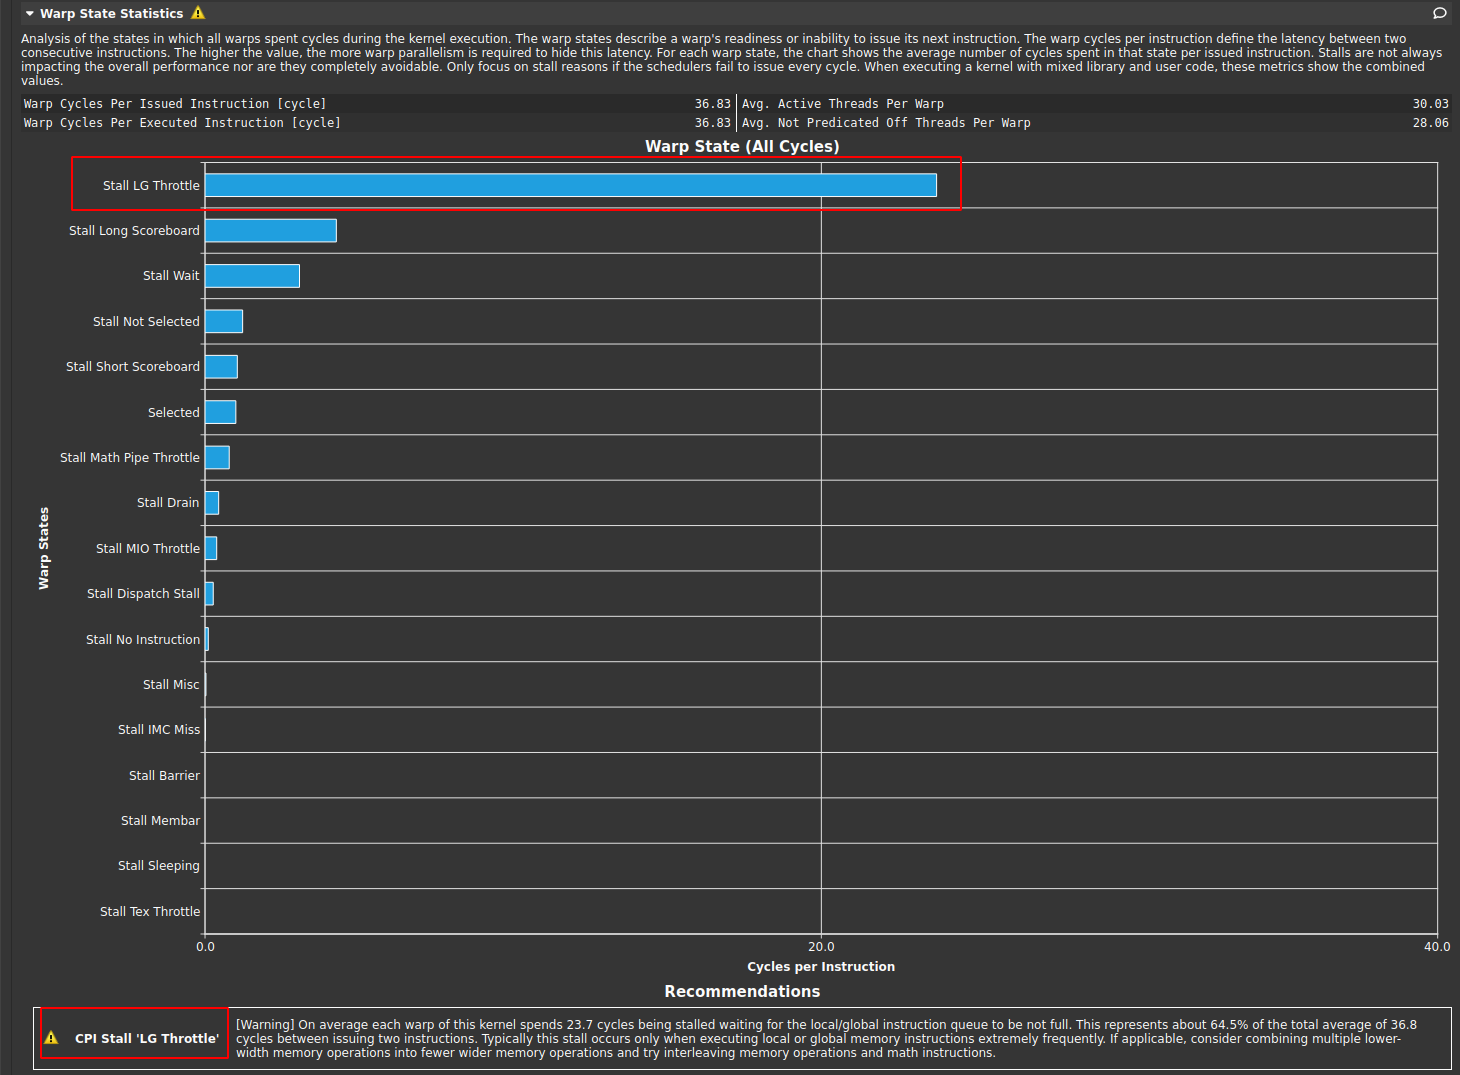 Warp State Statistics
Analysis of the states in which all warps spent cycles during the kernel execution. The warp states describe a warp's readiness or inability to issue its next instruction. The warp cycles per instruction define the latency between two
consecutive instructions. The higher the value, the more warp parallelism is required to hide this latency. For each warp state, the chart shows the average number of cycles spent in that state per issued instruction. Stalls are not always
impacting the overall performance nor are they completely avoidable. Only focus on stall reasons if the schedulers fail to issue every cycle. When executing a kernel with mixed library and user code, these metrics show the combined
values.
Warp Cycles Per Issued Instruction [cycle] 36.83 Avg. Active Threads Per Warp 30.03
Warp Cycles Per Executed Instruction [cycle] 36.83 Avg. Not Predicated Off Threads Per Warp 28.06
Warp State (All Cycles)
Stall LG Throttle
Stall Long Scoreboard
Stall Wait
Stall Not Selected
Stall Short Scoreboard
Selected
Stall Math Pipe Throttle
Stall Drain
Stall MIO Throttle
Stall Dispatch Stall
Stall No Instruction
Stall Misc
Stall IMC Miss
Stall Barrier
Stall Membar
Stall Sleeping
Stall Tex Throttle
Warp States
0.0 20.0 40.0
Cycles per Instruction
Recommendations
CPI Stall 'LG Throttle'
[Warning] On average each warp of this kernel spends 23.7 cycles being stalled waiting for the local/global instruction queue to be not full. This represents about 64.5% of the total average of 36.8
cycles between issuing two instructions. Typically this stall occurs only when executing local or global memory instructions extremely frequently. If applicable, consider combining multiple lower-
width memory operations into fewer wider memory operations and try interleaving memory operations and math instructions.